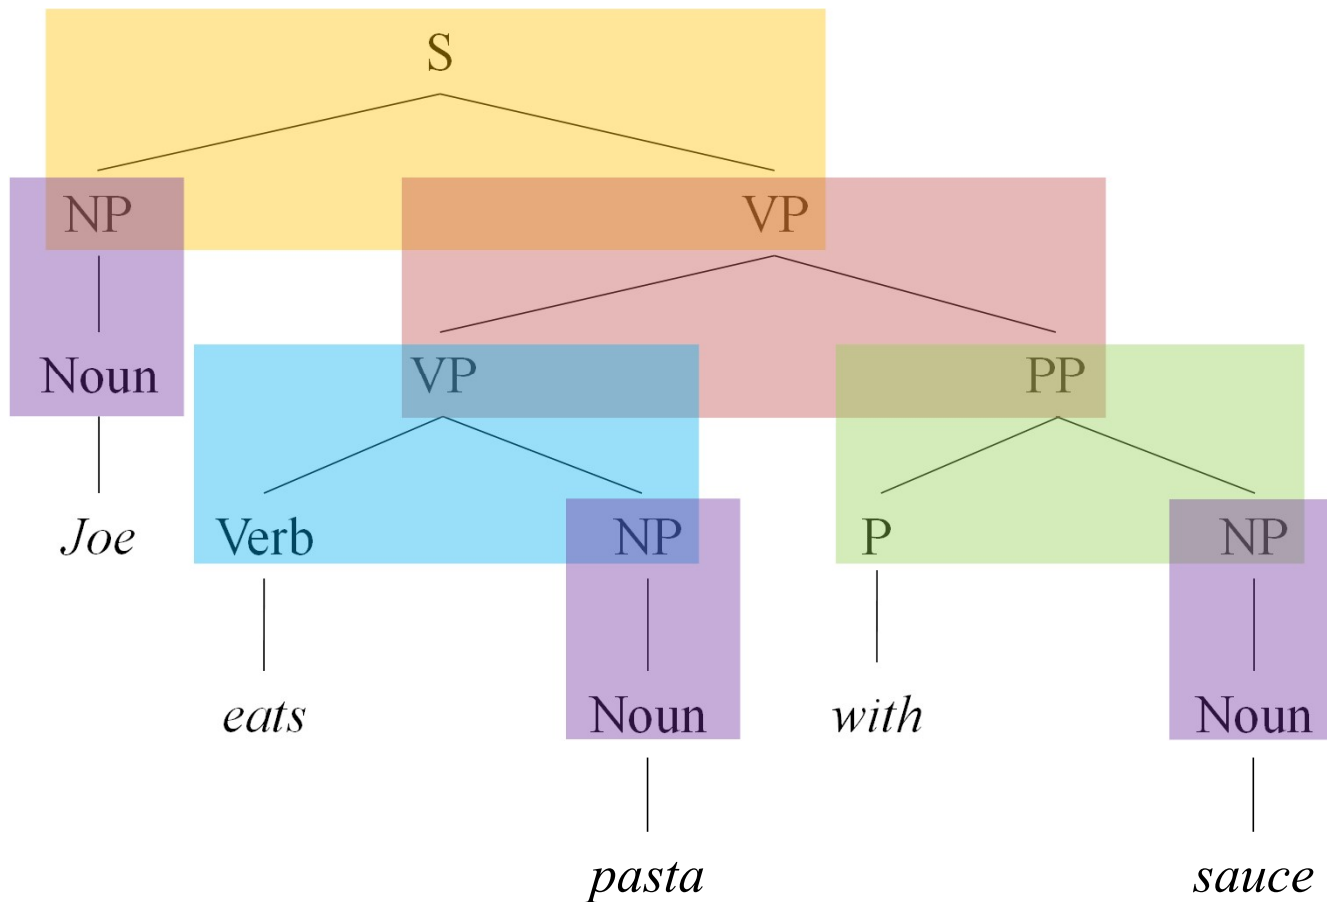 S
NP VP
Noun VP PP
Joe Verb NP P NP
eats Noun with Noun
pasta sauce